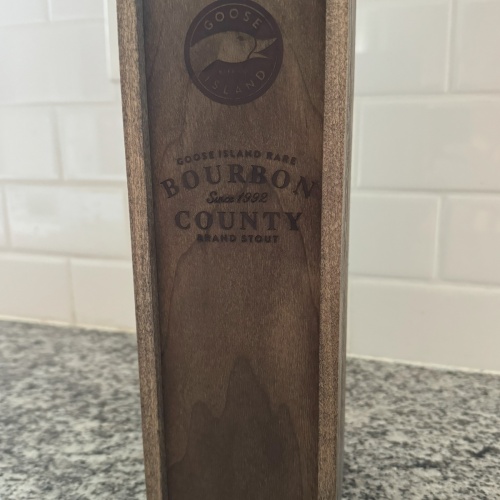 GOOSE
ISLAND
GOOSE ISLAND RARE
BOURBON
Since 1992
COUNTY
BRAND STOUT